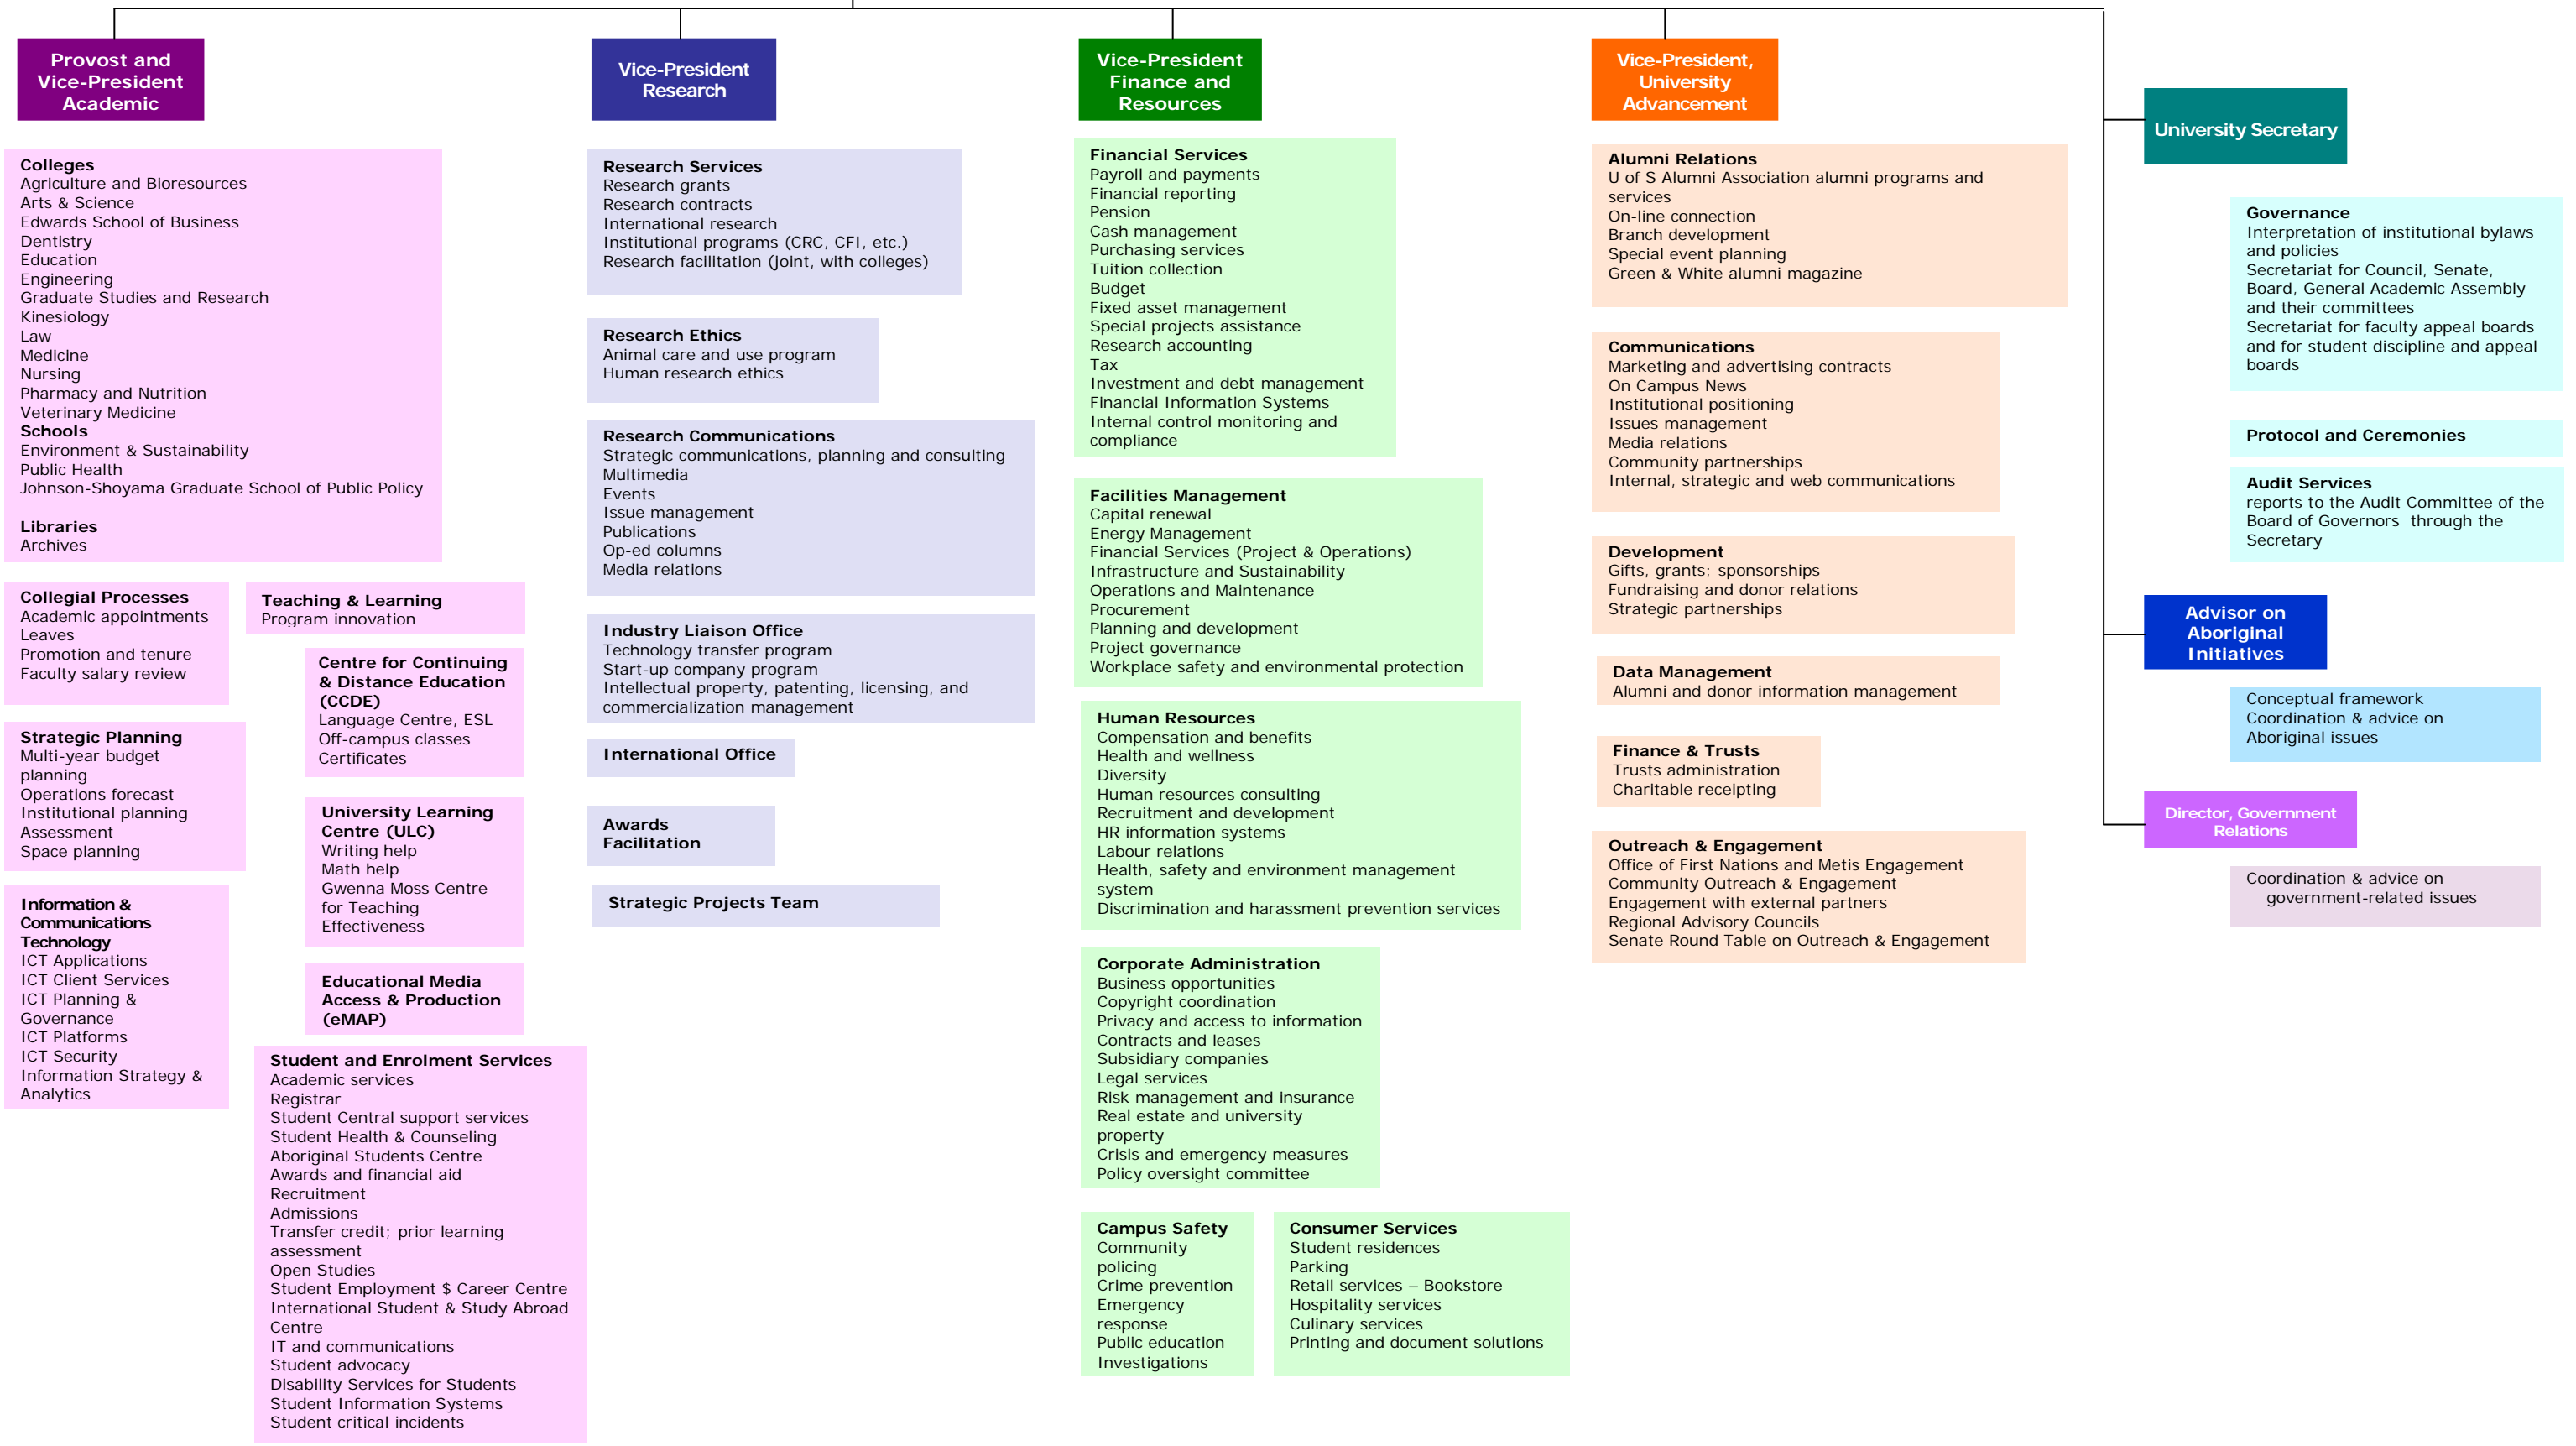 Provost and
Vice-President
Academic
Colleges
Agriculture and Bioresources
Arts & Science
Edwards School of Business
Dentistry
Education
Engineering
Graduate Studies and Research
Kinesiology
Law
Medicine
Nursing
Pharmacy and Nutrition
Veterinary Medicine
Schools
Environment & Sustainability
Public Health
Johnson-Shoyama Graduate School of Public Policy
Libraries
Archives
Collegial Processes
Academic appointments
Leaves
Promotion and tenure
Faculty salary review
Strategic Planning
Multi-year budget
planning
Operations forecast
Institutional planning
Assessment
Space planning
Information &
Communications
Technology
ICT Applications
ICT Client Services
ICT Planning &
Governance
ICT Platforms
ICT Security
Information Strategy &
Analytics
Teaching & Learning
Program innovation
Centre for Continuing
& Distance Education
(CCDE)
Language Centre, ESL
Off-campus classes
Certificates
University Learning
Centre (ULC)
Writing help
Math help
Gwenna Moss Centre
for Teaching
Effectiveness
Educational Media
Access & Production
(eMAP)
Student and Enrolment Services
Academic services
Registrar
Student Central support services
Student Health & Counseling
Aboriginal Students Centre
Awards and financial aid
Recruitment
Admissions
Transfer credit; prior learning
assessment
Open Studies
Student Employment $ Career Centre
International Student & Study Abroad
Centre
IT and communications
Student advocacy
Disability Services for Students
Student Information Systems
Student critical incidents
Vice-President
Research
Research Services
Research grants
Research contracts
International research
Institutional programs (CRC, CFI, etc.)
Research facilitation (joint, with colleges)
Research Ethics
Animal care and use program
Human research ethics
Research Communications
Strategic communications, planning and consulting
Multimedia
Events
Issue management
Publications
Op-ed columns
Media relations
Industry Liaison Office
Technology transfer program
Start-up company program
Intellectual property, patenting, licensing, and
commercialization management
International Office
Awards
Facilitation
Strategic Projects Team
Vice-President
Finance and
Resources
Financial Services
Payroll and payments
Financial reporting
Pension
Cash management
Purchasing services
Tuition collection
Budget
Fixed asset management
Special projects assistance
Research accounting
Tax
Investment and debt management
Financial Information Systems
Internal control monitoring and
compliance
Facilities Management
Capital renewal
Energy Management
Financial Services (Project & Operations)
Infrastructure and Sustainability
Operations and Maintenance
Procurement
Planning and development
Project governance
Workplace safety and environmental protection
Human Resources
Compensation and benefits
Health and wellness
Diversity
Human resources consulting
Recruitment and development
HR information systems
Labour relations
Health, safety and environment management
system
Discrimination and harassment prevention services
Corporate Administration
Business opportunities
Copyright coordination
Privacy and access to information
Contracts and leases
Subsidiary companies
Legal services
Risk management and insurance
Real estate and university
property
Crisis and emergency measures
Policy oversight committee
Campus Safety
Community
policing
Crime prevention
Emergency
response
Public education
Investigations
Consumer Services
Student residences
Parking
Retail services – Bookstore
Hospitality services
Culinary services
Printing and document solutions
Vice-President,
University
Advancement
Alumni Relations
U of S Alumni Association alumni programs and
services
On-line connection
Branch development
Special event planning
Green & White alumni magazine
Communications
Marketing and advertising contracts
On Campus News
Institutional positioning
Issues management
Media relations
Community partnerships
Internal, strategic and web communications
Development
Gifts, grants; sponsorships
Fundraising and donor relations
Strategic partnerships
Data Management
Alumni and donor information management
Finance & Trusts
Trusts administration
Charitable receipting
Outreach & Engagement
Office of First Nations and Metis Engagement
Community Outreach & Engagement
Engagement with external partners
Regional Advisory Councils
Senate Round Table on Outreach & Engagement
University Secretary
Governance
Interpretation of institutional bylaws
and policies
Secretariat for Council, Senate,
Board, General Academic Assembly
and their committees
Secretariat for faculty appeal boards
and for student discipline and appeal
boards
Protocol and Ceremonies
Audit Services
reports to the Audit Committee of the
Board of Governors through the
Secretary
Advisor on
Aboriginal
Initiatives
Conceptual framework
Coordination & advice on
Aboriginal issues
Director, Government
Relations
Coordination & advice on
government-related issues